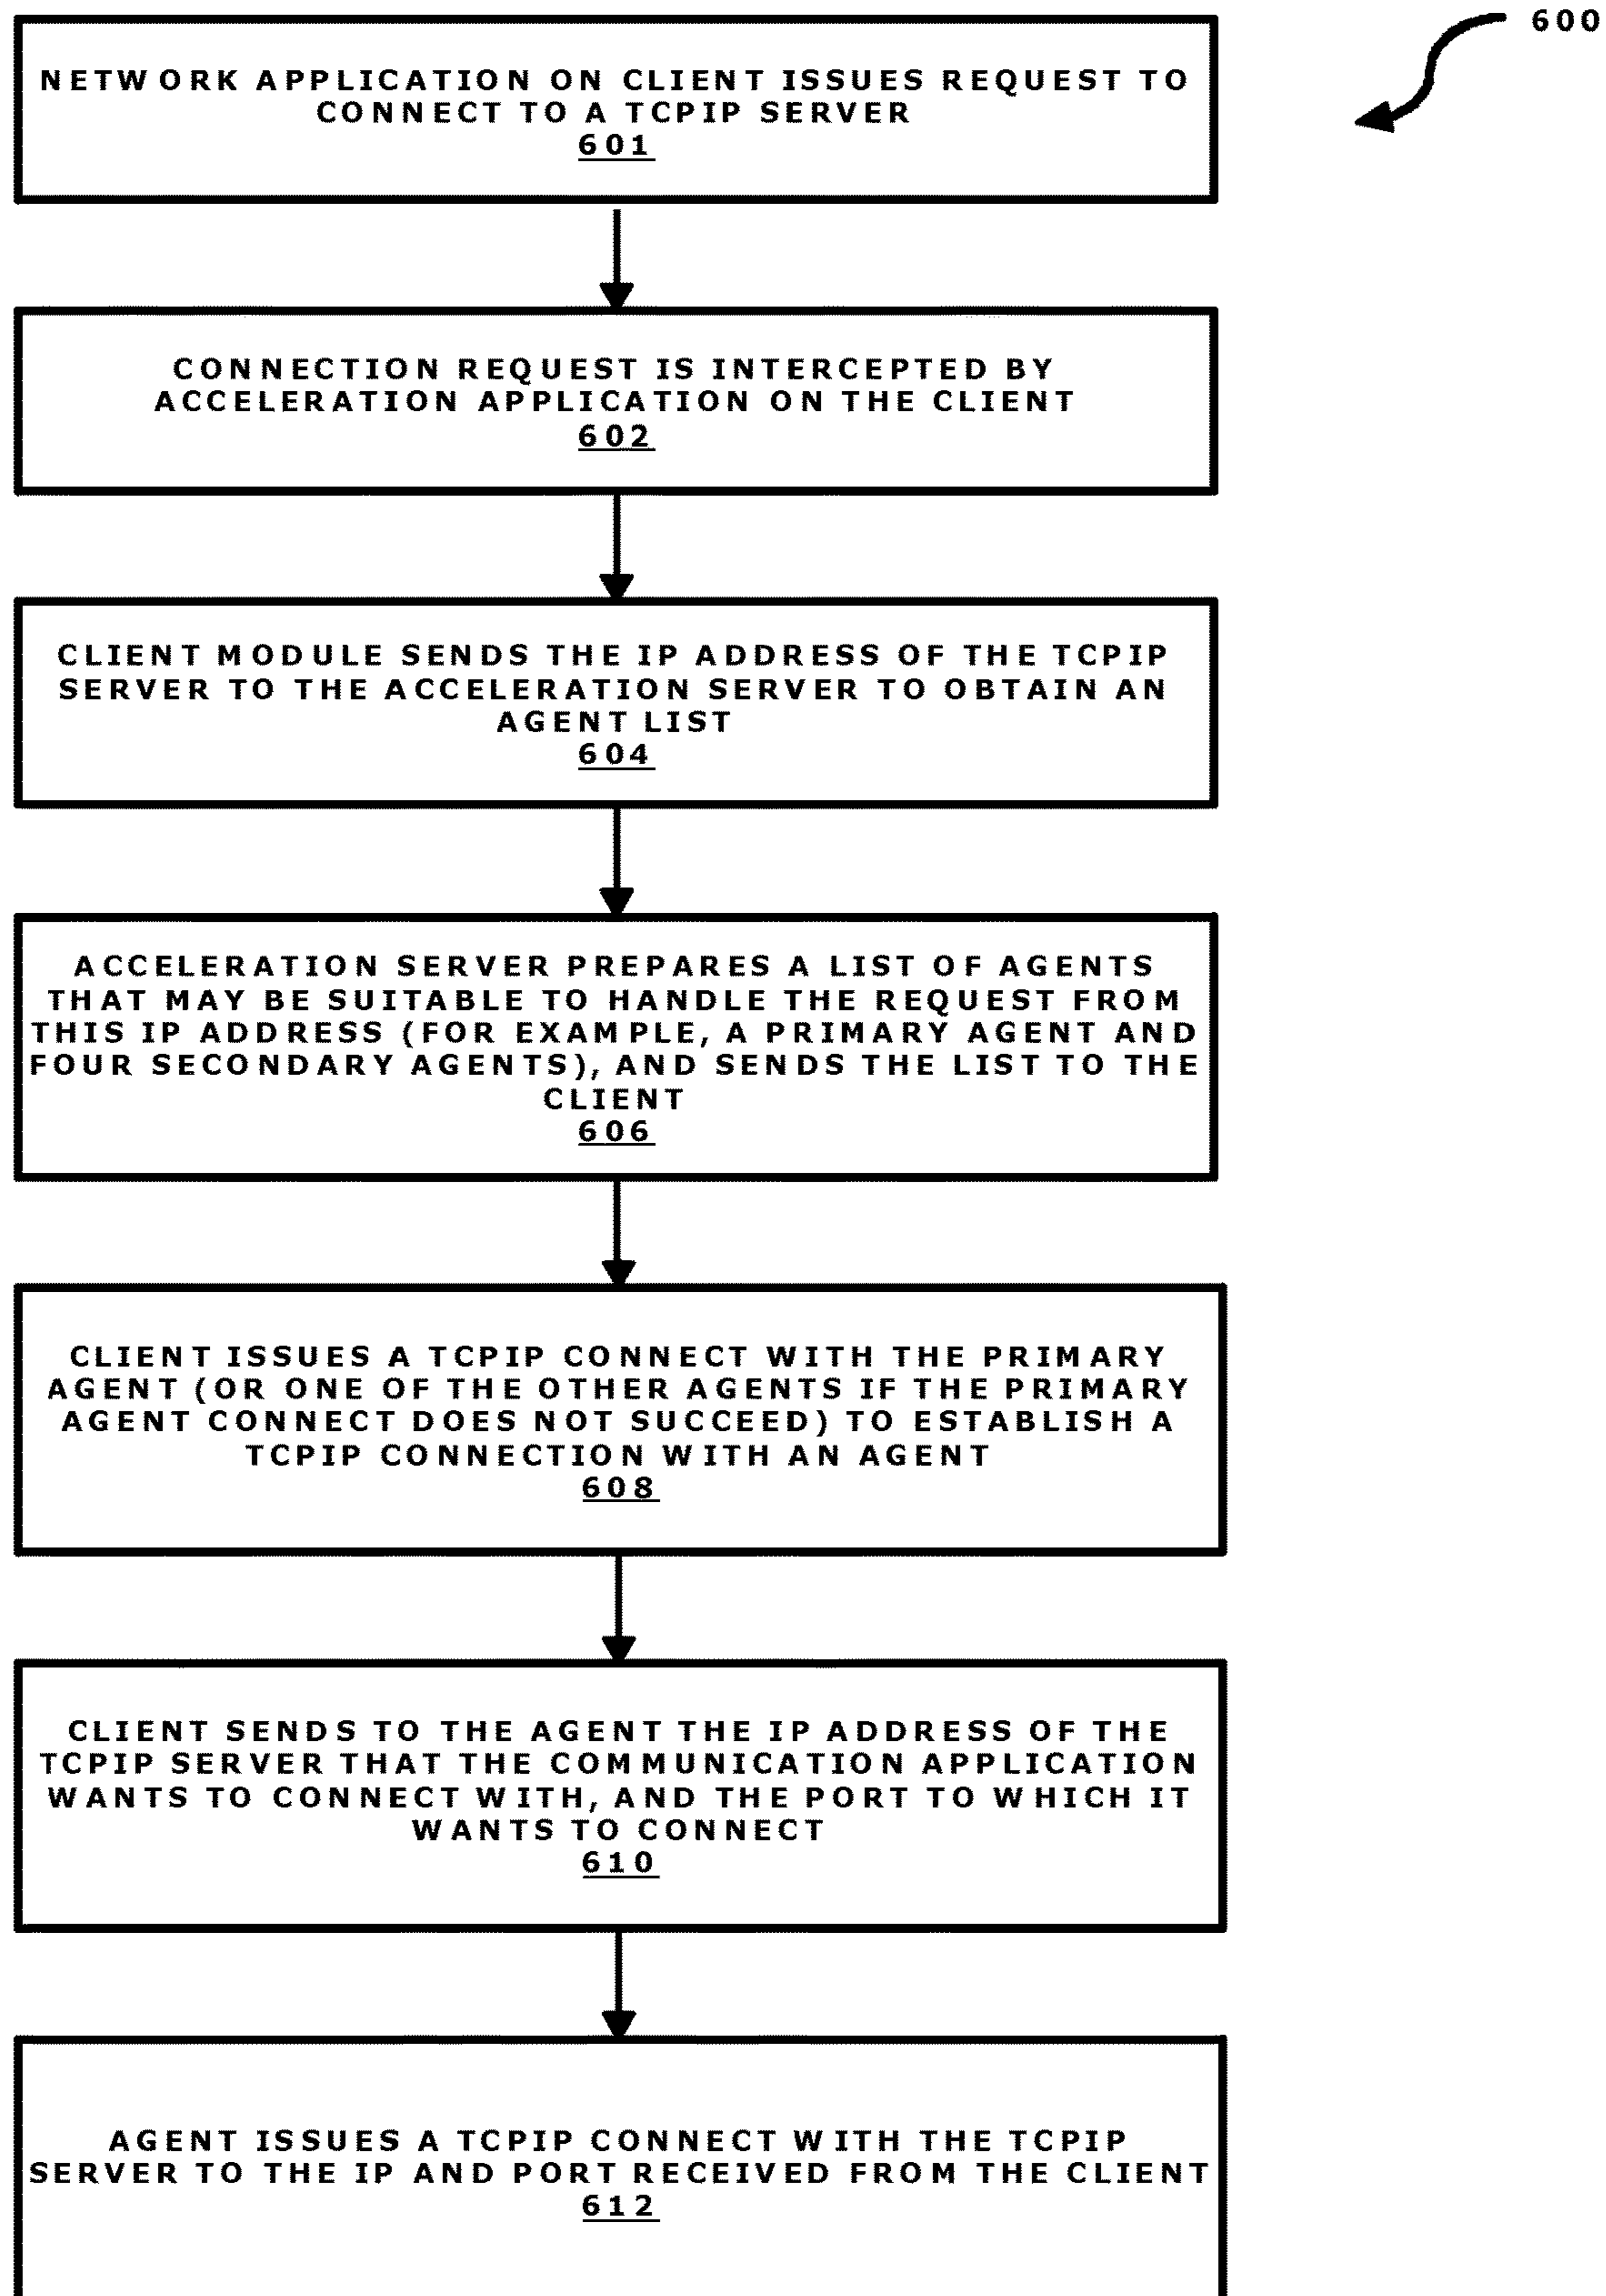 600
NETWORK APPLICATION ON CLIENT ISSUES REQUEST TO
CONNECT TO A TCPIP SERVER
601
CONNECTION REQUEST IS INTERCEPTED BY
ACCELERATION APPLICATION ON THE CLIENT
602
CLIENT MODULE SENDS THE IP ADDRESS OF THE TCPIP
SERVER TO THE ACCELERATION SERVER TO OBTAIN AN
AGENT LIST
604
ACCELERATION SERVER PREPARES A LIST OF AGENTS
THAT MAY BE SUITABLE TO HANDLE THE REQUEST FROM
THIS IP ADDRESS (FOR EXAMPLE, A PRIMARY AGENT AND
FOUR SECONDARY AGENTS), AND SENDS THE LIST TO THE
CLIENT
606
CLIENT ISSUES A TCPIP CONNECT WITH THE PRIMARY
AGENT (OR ONE OF THE OTHER AGENTS IF THE PRIMARY
AGENT CONNECT DOES NOT SUCCEED) TO ESTABLISH A
TCPIP CONNECTION WITH AN AGENT
608
CLIENT SENDS TO THE AGENT THE IP ADDRESS OF THE
TCPIP SERVER THAT THE COMMUNICATION APPLICATION
WANTS TO CONNECT WITH, AND THE PORT TO WHICH IT
WANTS TO CONNECT
610
AGENT ISSUES A TCPIP CONNECT WITH THE TCPIP
SERVER TO THE IP AND PORT RECEIVED FROM THE CLIENT
612